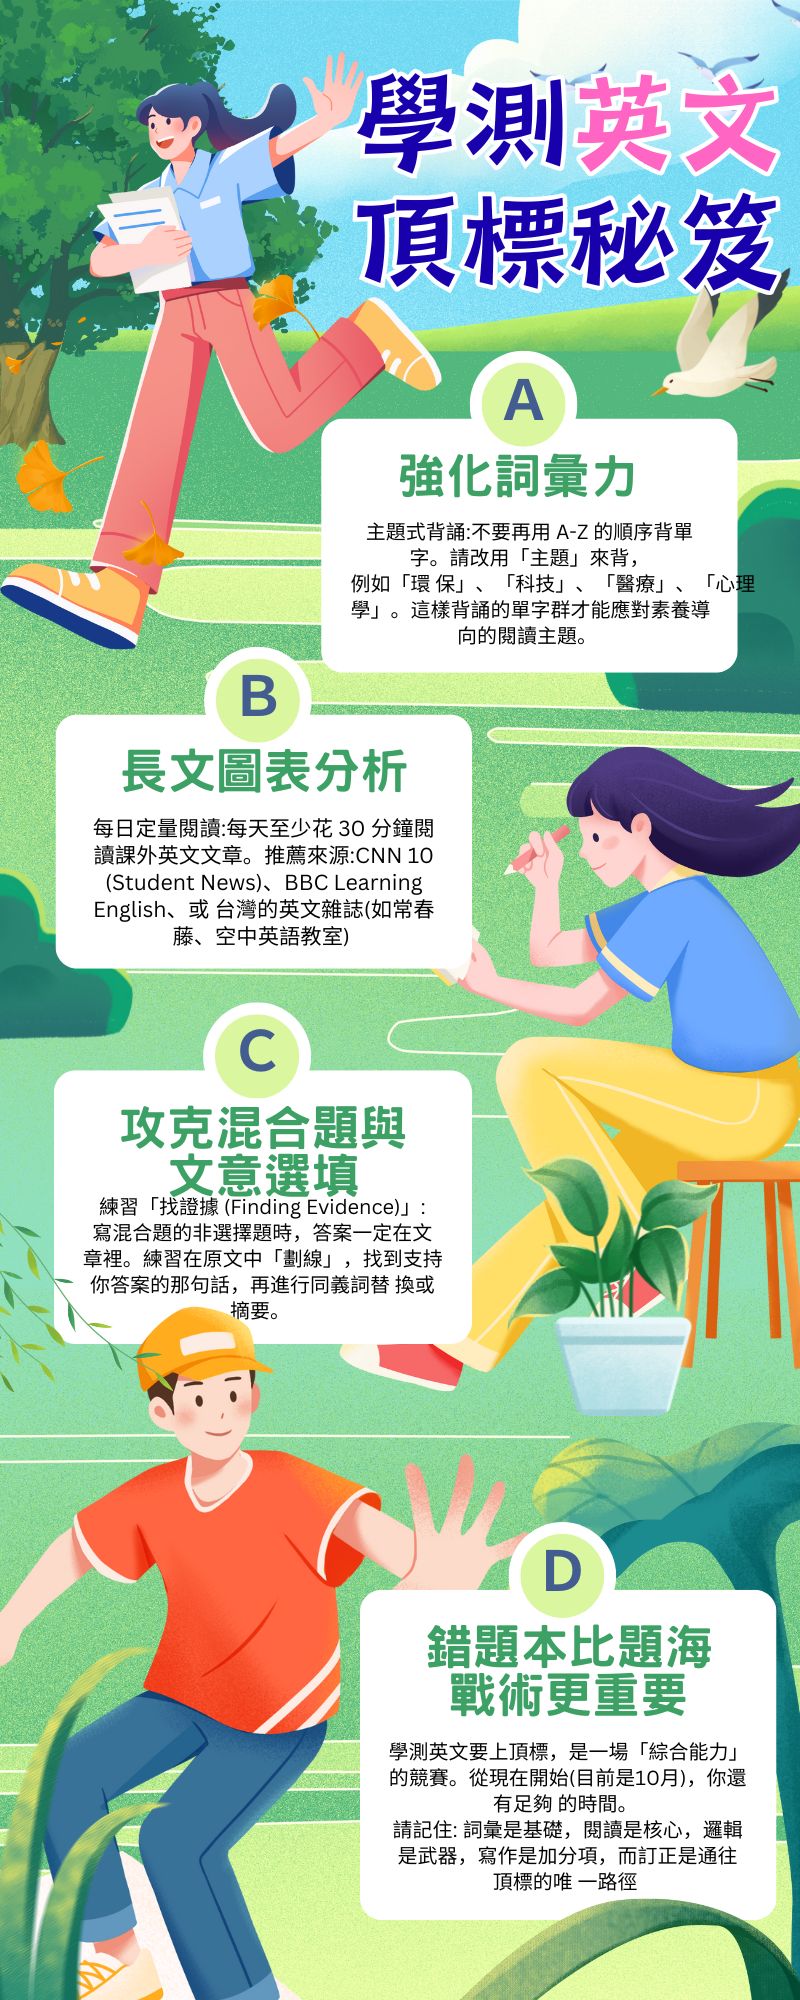 學測英文
頂標秘笈
A
強化詞彙力
主題式背誦:不要再用 A-Z 的順序背單
字。請改用「主題」來背，
例如「環 保」、「科技」、「醫療」、「心理
學」。這樣背誦的單字群才能應對素養導
向的閱讀主題。
B
長文圖表分析
每日定量閱讀:每天至少花 30 分鐘閱
讀課外英文文章。推薦來源:CNN 10
(Student News)、BBC Learning
English、或 台灣的英文雜誌(如常春
藤、空中英語教室)
C
攻克混合題與
文意選填
練習「找證據 (Finding Evidence)」:
寫混合題的非選擇題時，答案一定在文
章裡。練習在原文中「劃線」，找到支持
你答案的那句話，再進行同義詞替 換或
摘要。
D
錯題本比題海
戰術更重要
學測英文要上頂標，是一場「綜合能力」
的競賽。從現在開始(目前是10月)，你還
有足夠 的時間。
請記住: 詞彙是基礎，閱讀是核心，邏輯
是武器，寫作是加分項，而訂正是通往
頂標的唯 一路徑